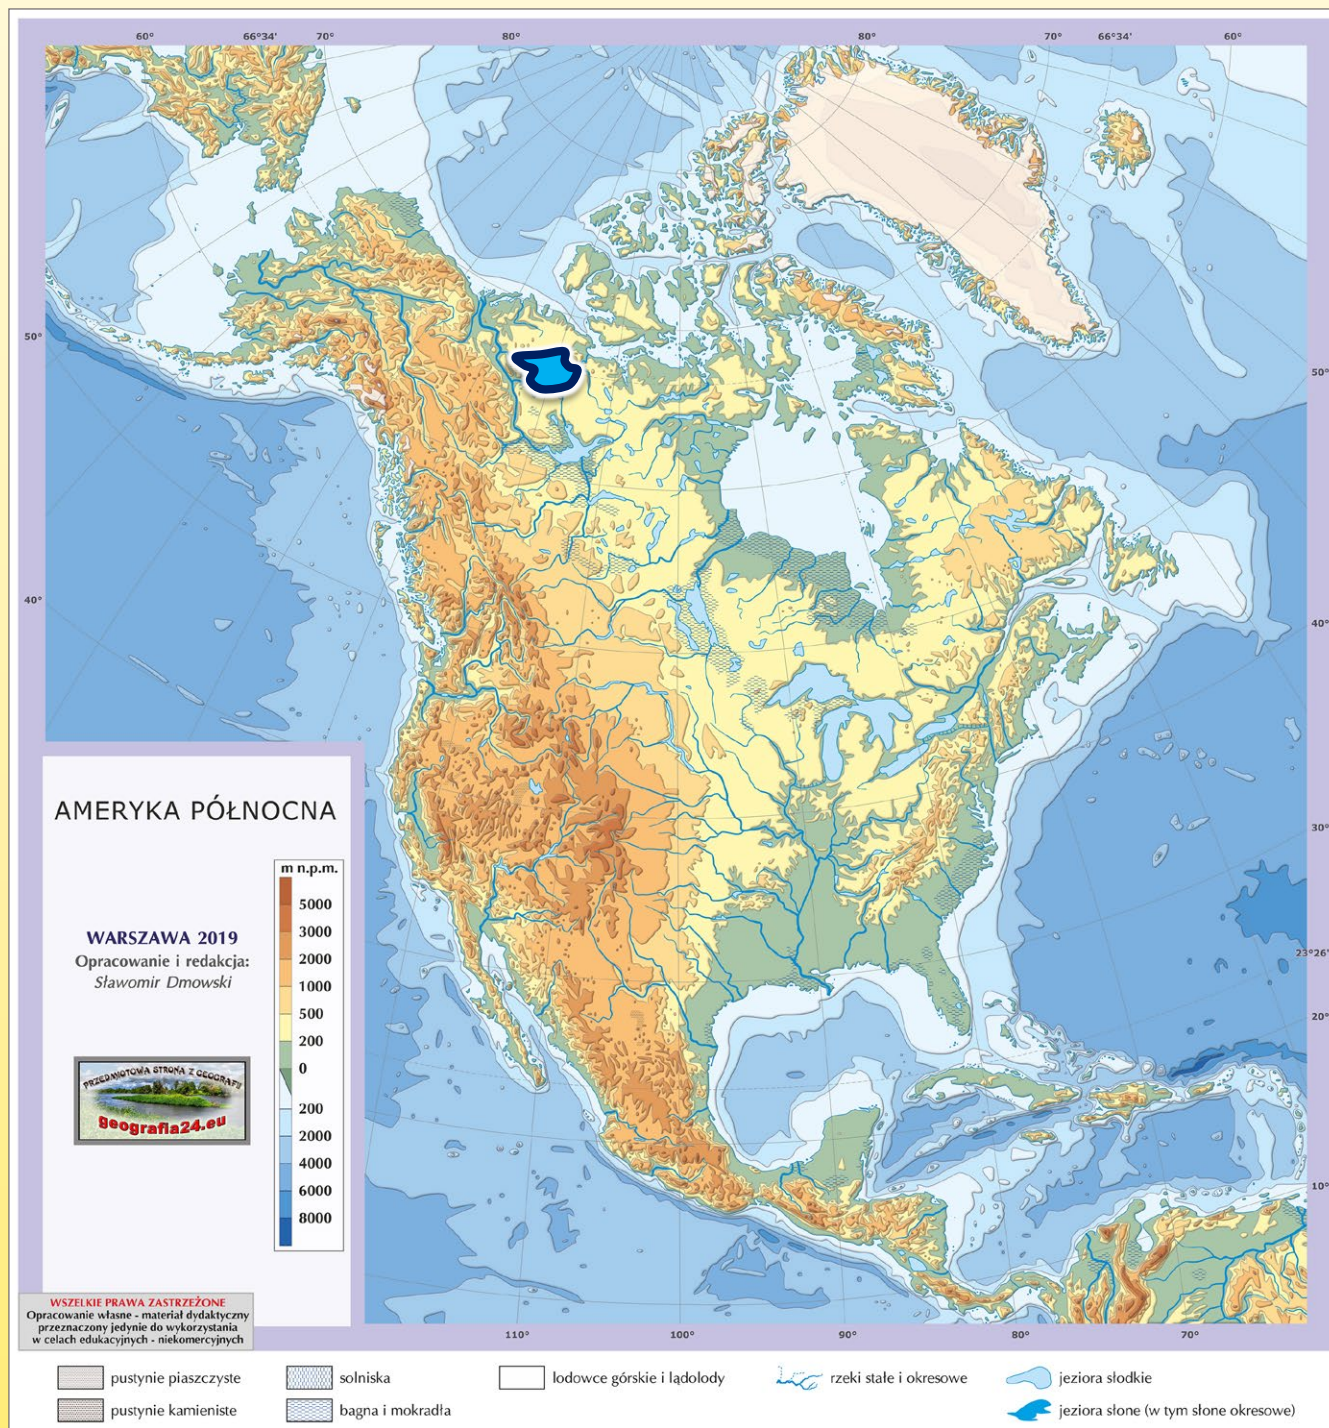 60° 66°34' 70° 80° 80° 70° 66°34' 60°
50°
50°
40°
40°
30°
23°26'
20°
10°
AMERYKA PÓŁNOCNA
WARSZAWA 2019
Opracowanie i redakcja:
Sławomir Dmowski
PRZEDMIOTOWA STRONA Z GEOGRAFII
geografia24.eu
m n.p.m.
5000
3000
2000
1000
500
200
0
200
2000
4000
6000
8000
WSZELKIE PRAWA ZASTRZEŻONE
Opracowanie własne - materiał dydaktyczny
przeznaczony jedynie do wykorzystania
w celach edukacyjnych - niekomercyjnych
110° 100° 90° 80° 70°
pustynie piaszczyste
solniska
lodowce górskie i lądolody
rzeki stałe i okresowe
jeziora słodkie
pustynie kamieniste
bagna i mokradła
jeziora słone (w tym słone okresowe)